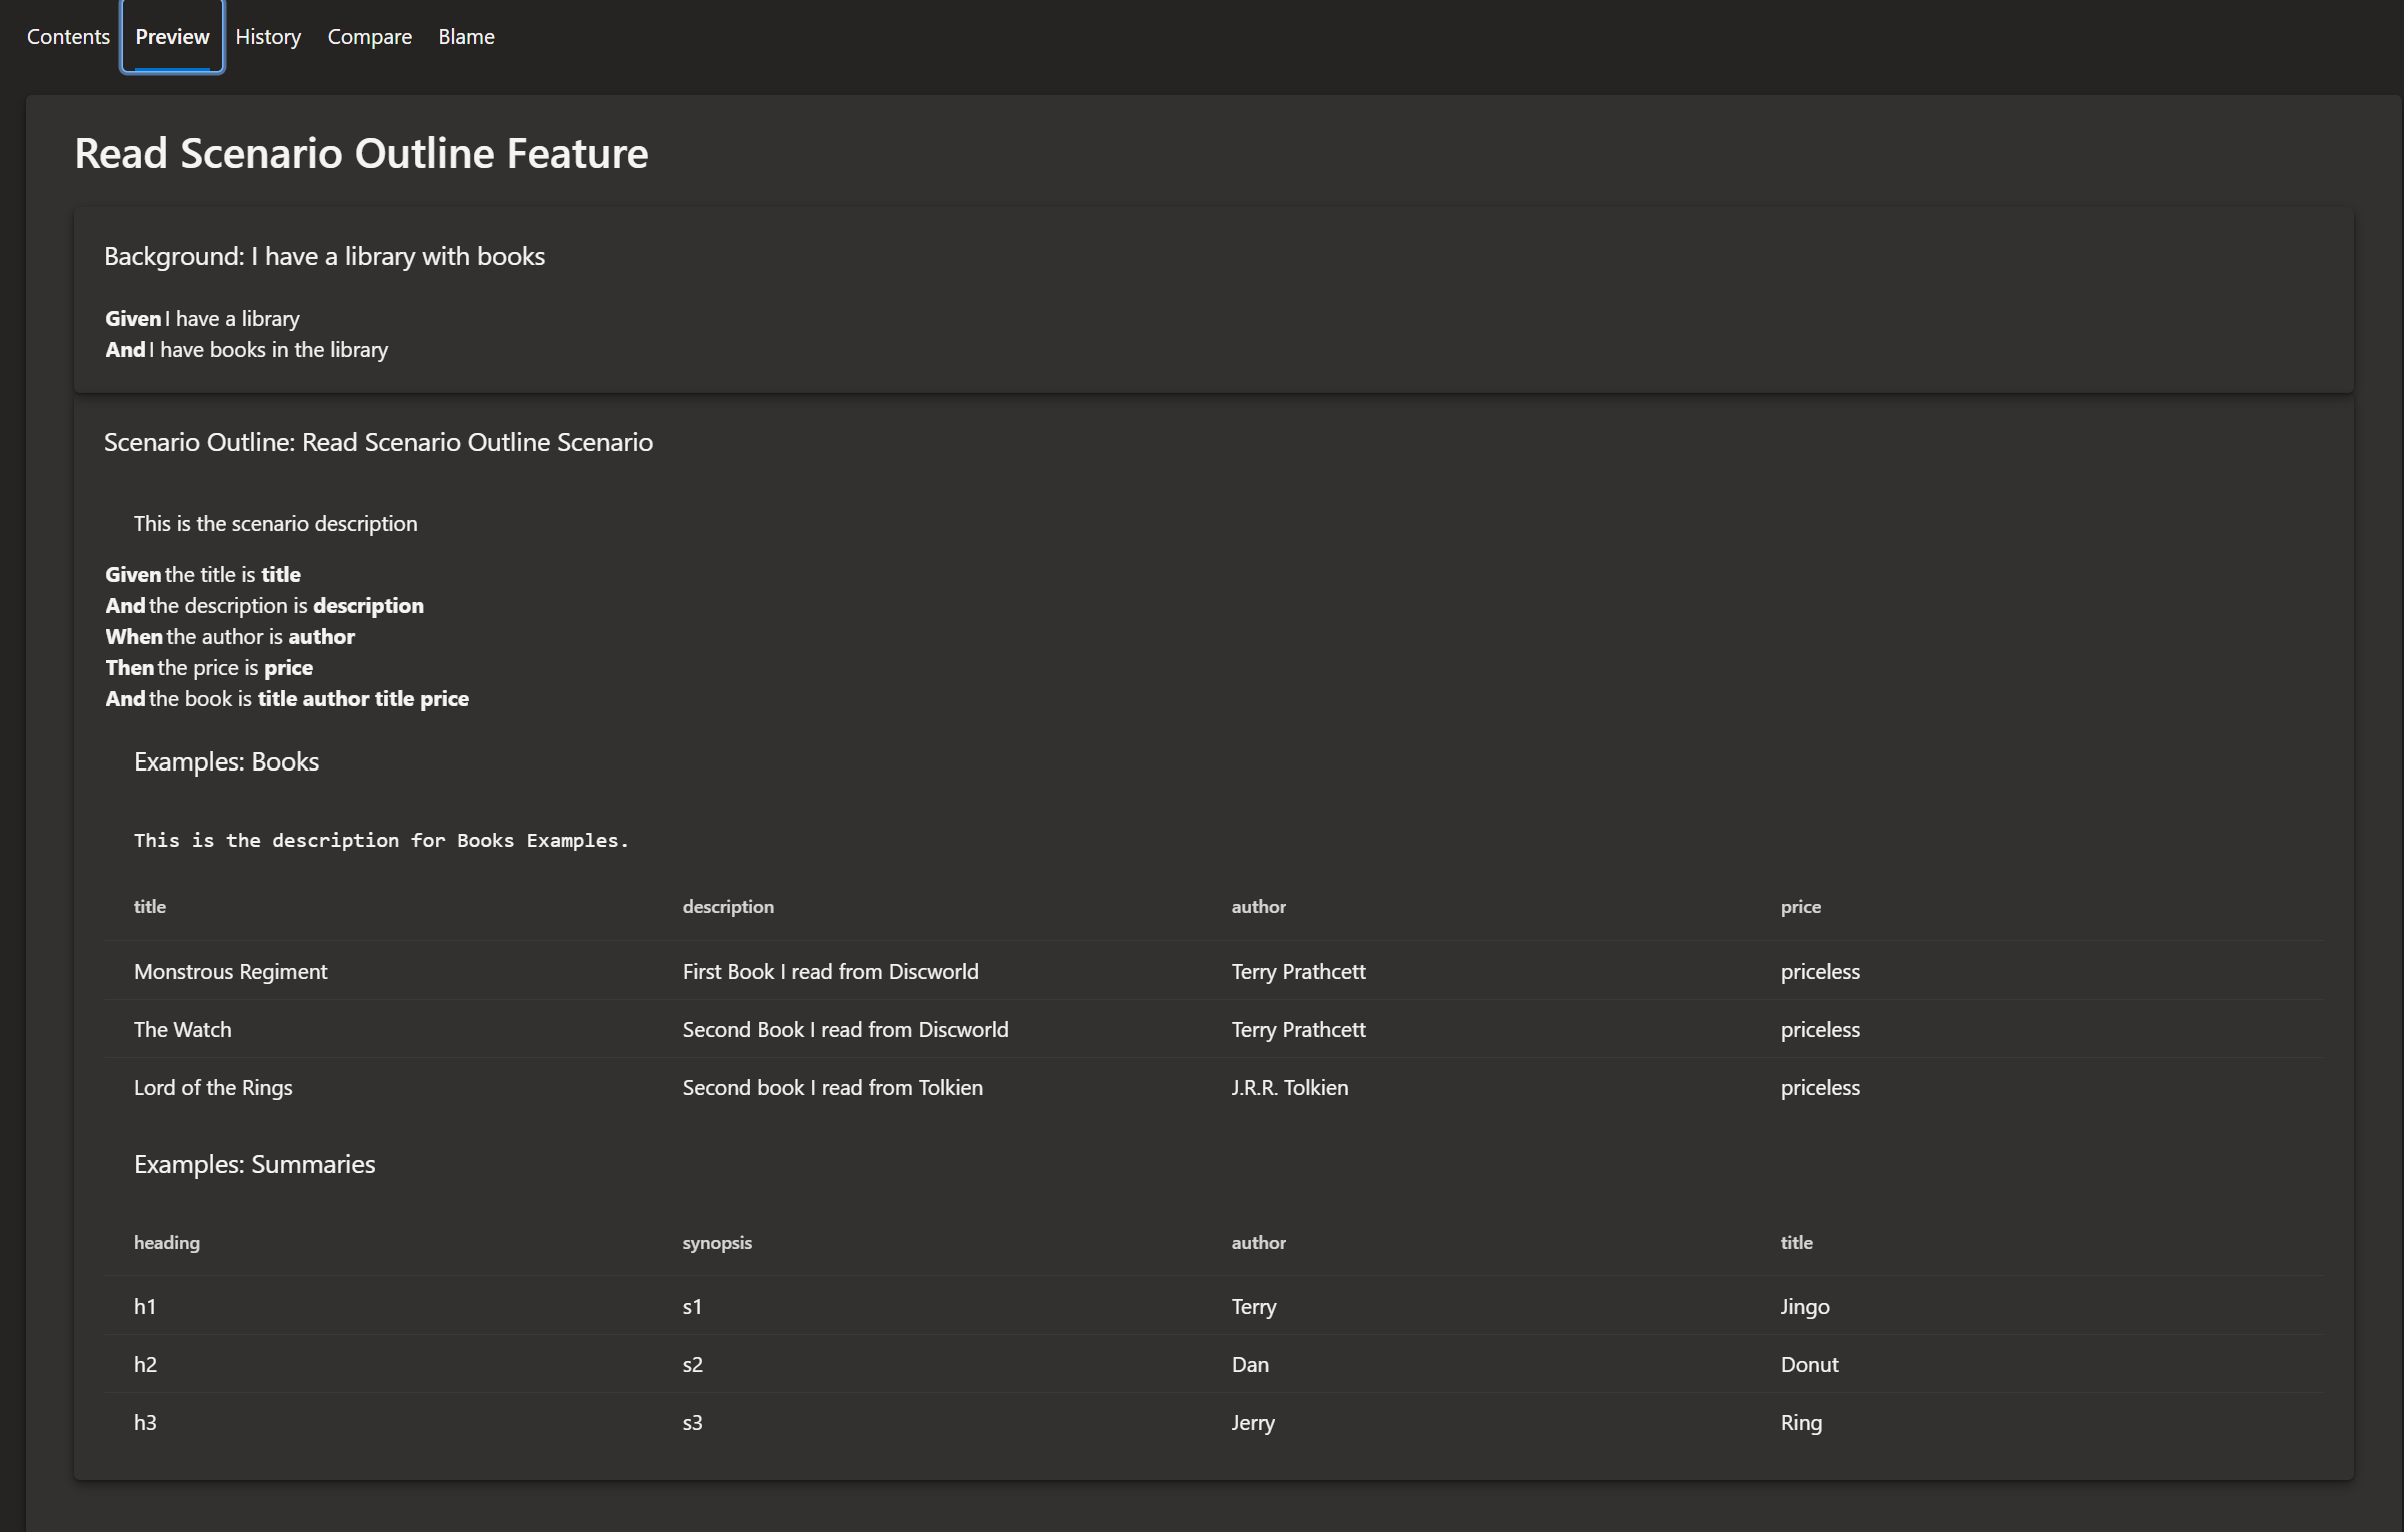 Contents Preview History Compare Blame
Read Scenario Outline Feature
Background: I have a library with books
Given I have a library
And I have books in the library
Scenario Outline: Read Scenario Outline Scenario
This is the scenario description
Given the title is title
And the description is description
When the author is author
Then the price is price
And the book is title author title price
Examples: Books
This is the description for Books Examples.
title description author price
Monstrous Regiment First Book I read from Discworld Terry Prathcett priceless
The Watch Second Book I read from Discworld Terry Prathcett priceless
Lord of the Rings Second book I read from Tolkien J.R.R. Tolkien priceless
Examples: Summaries
heading synopsis author title
h1 s1 Terry Jingo
h2 s2 Dan Donut
h3 s3 Jerry Ring